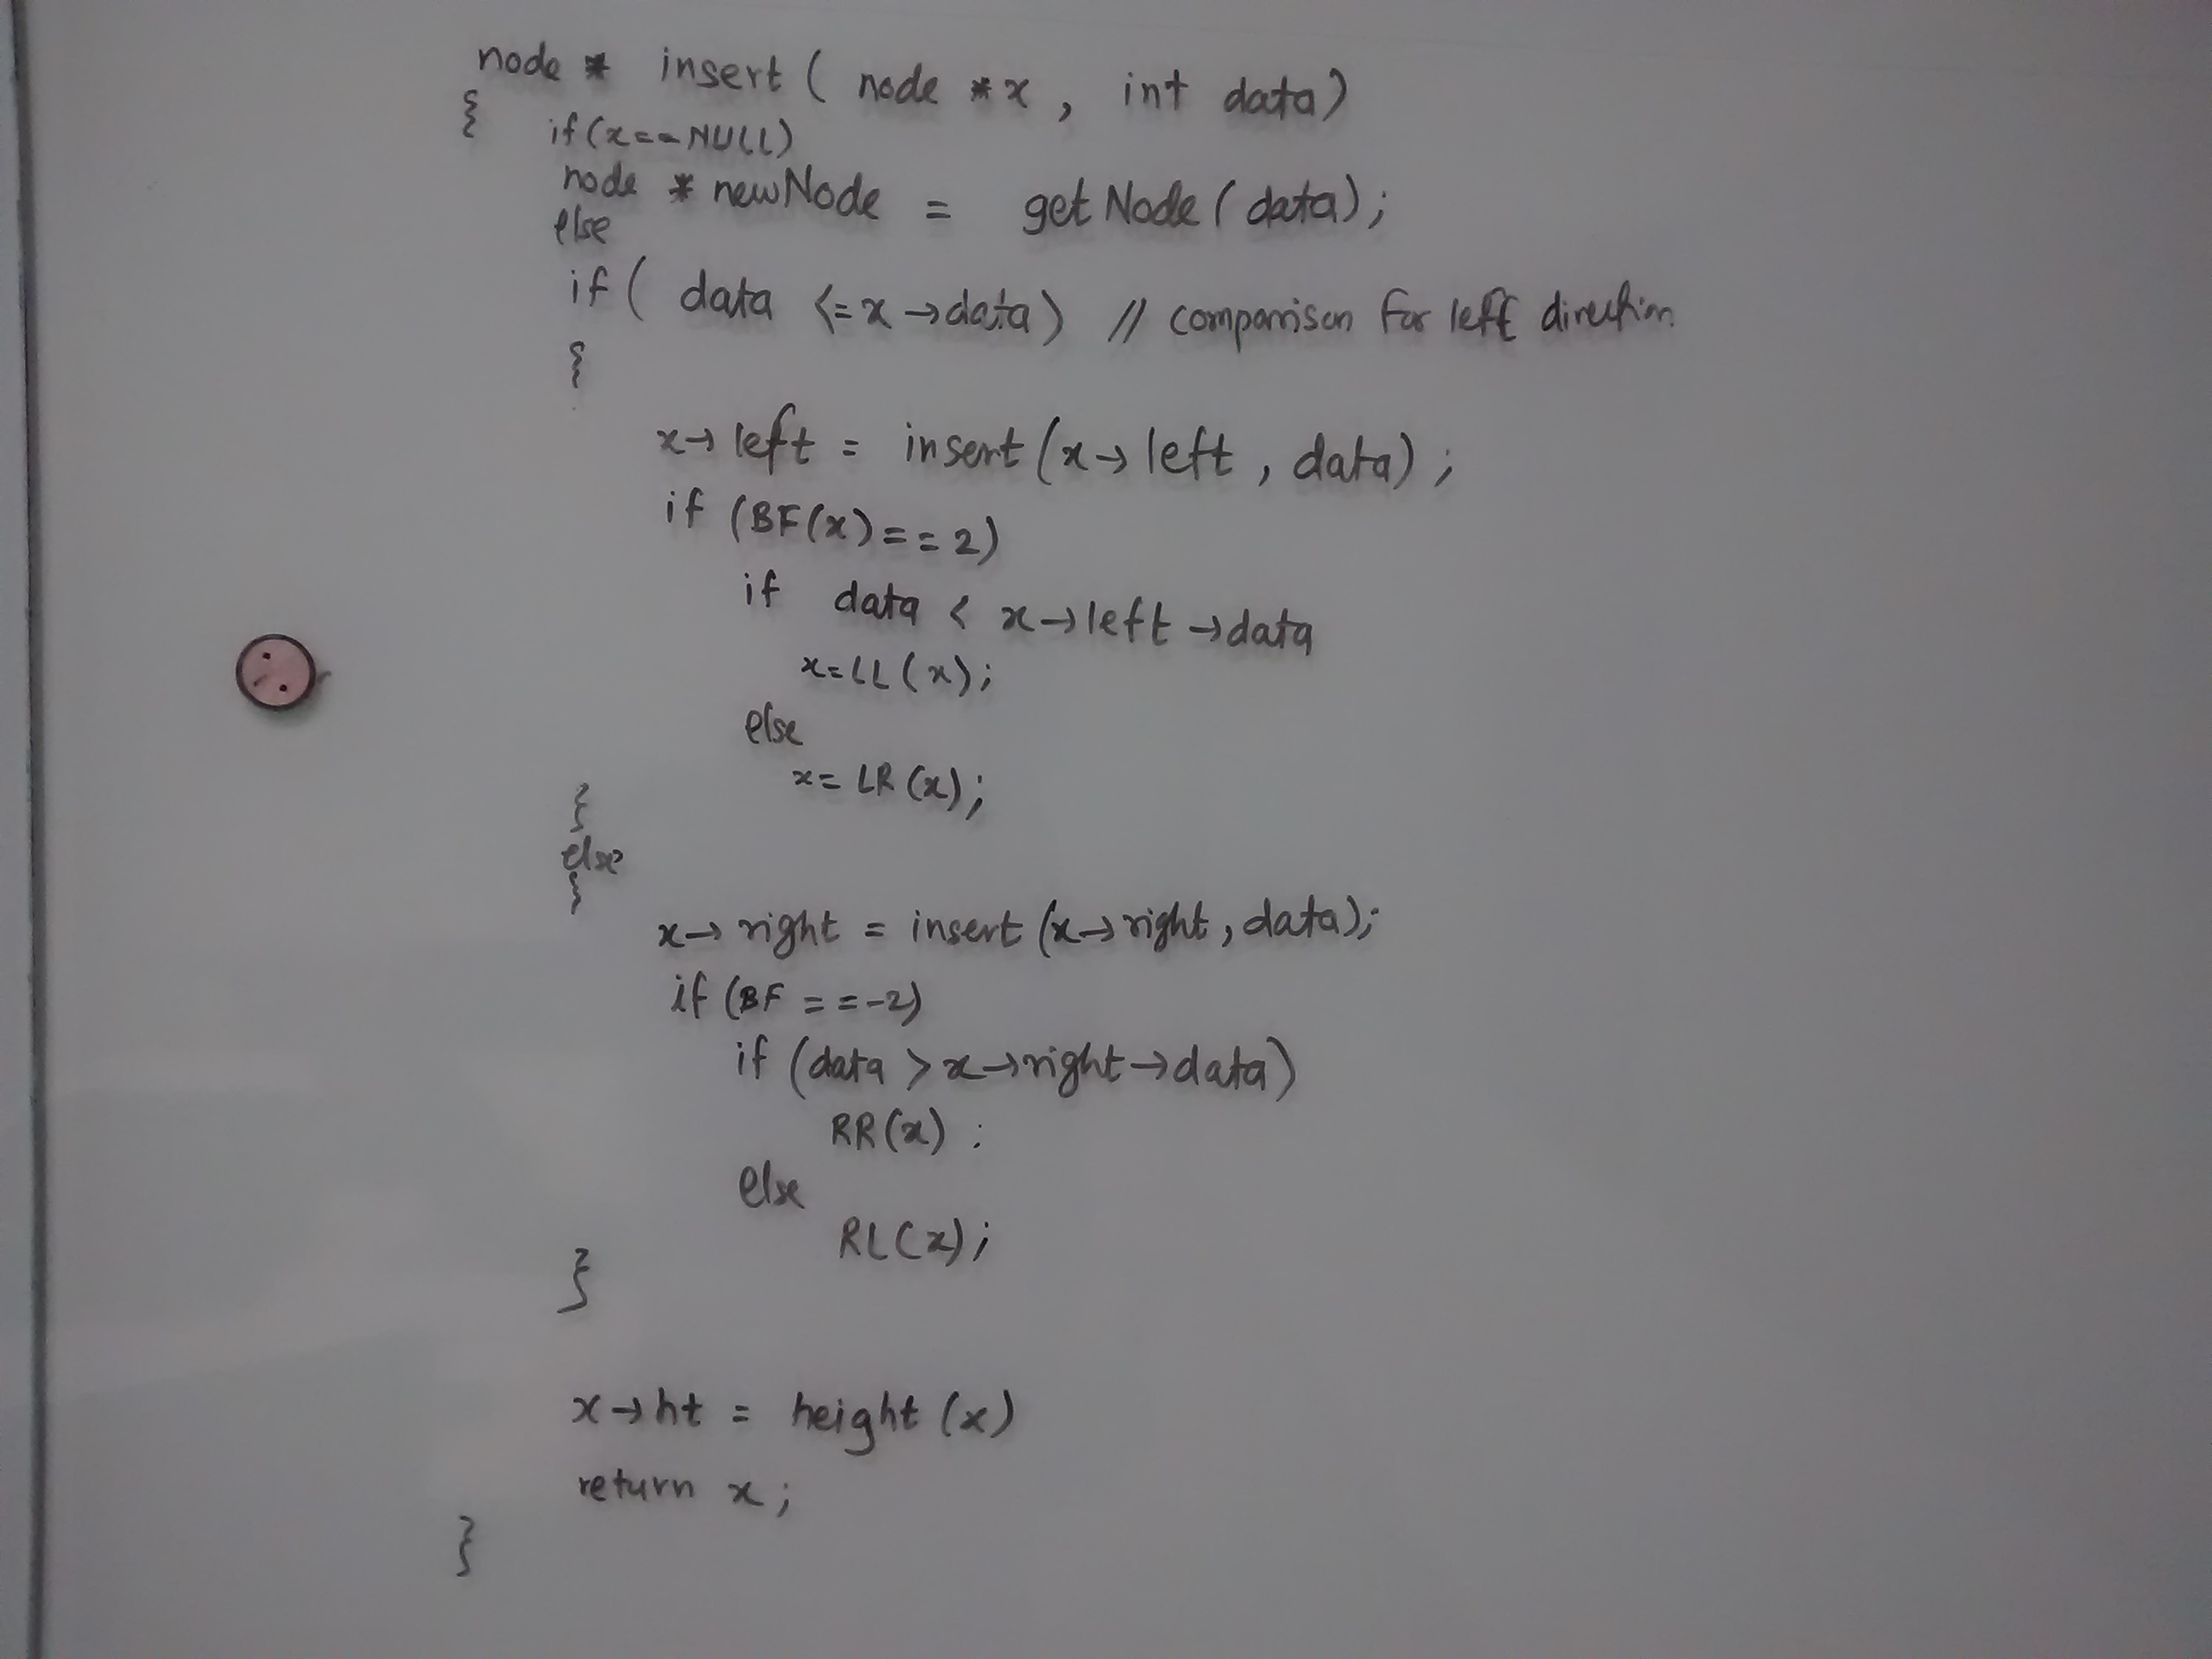 node * insert ( node *x , int data)
{ if(x==NULL)
node * newNode = getNode(data);
else
if( data <=x→data) // comparison for left direction
{
x→left = insert(x→left , data) ;
if (BF(x)==2)
if data < x→left→data
x=LL(x);
else
x=LR(x);
}
else
{
x→right = insert(x→right, data);
if (BF ==-2)
if (data > x→right→data)
RR(x) ;
else
RL(x);
}
x→ht = height (x)
return x ;
}